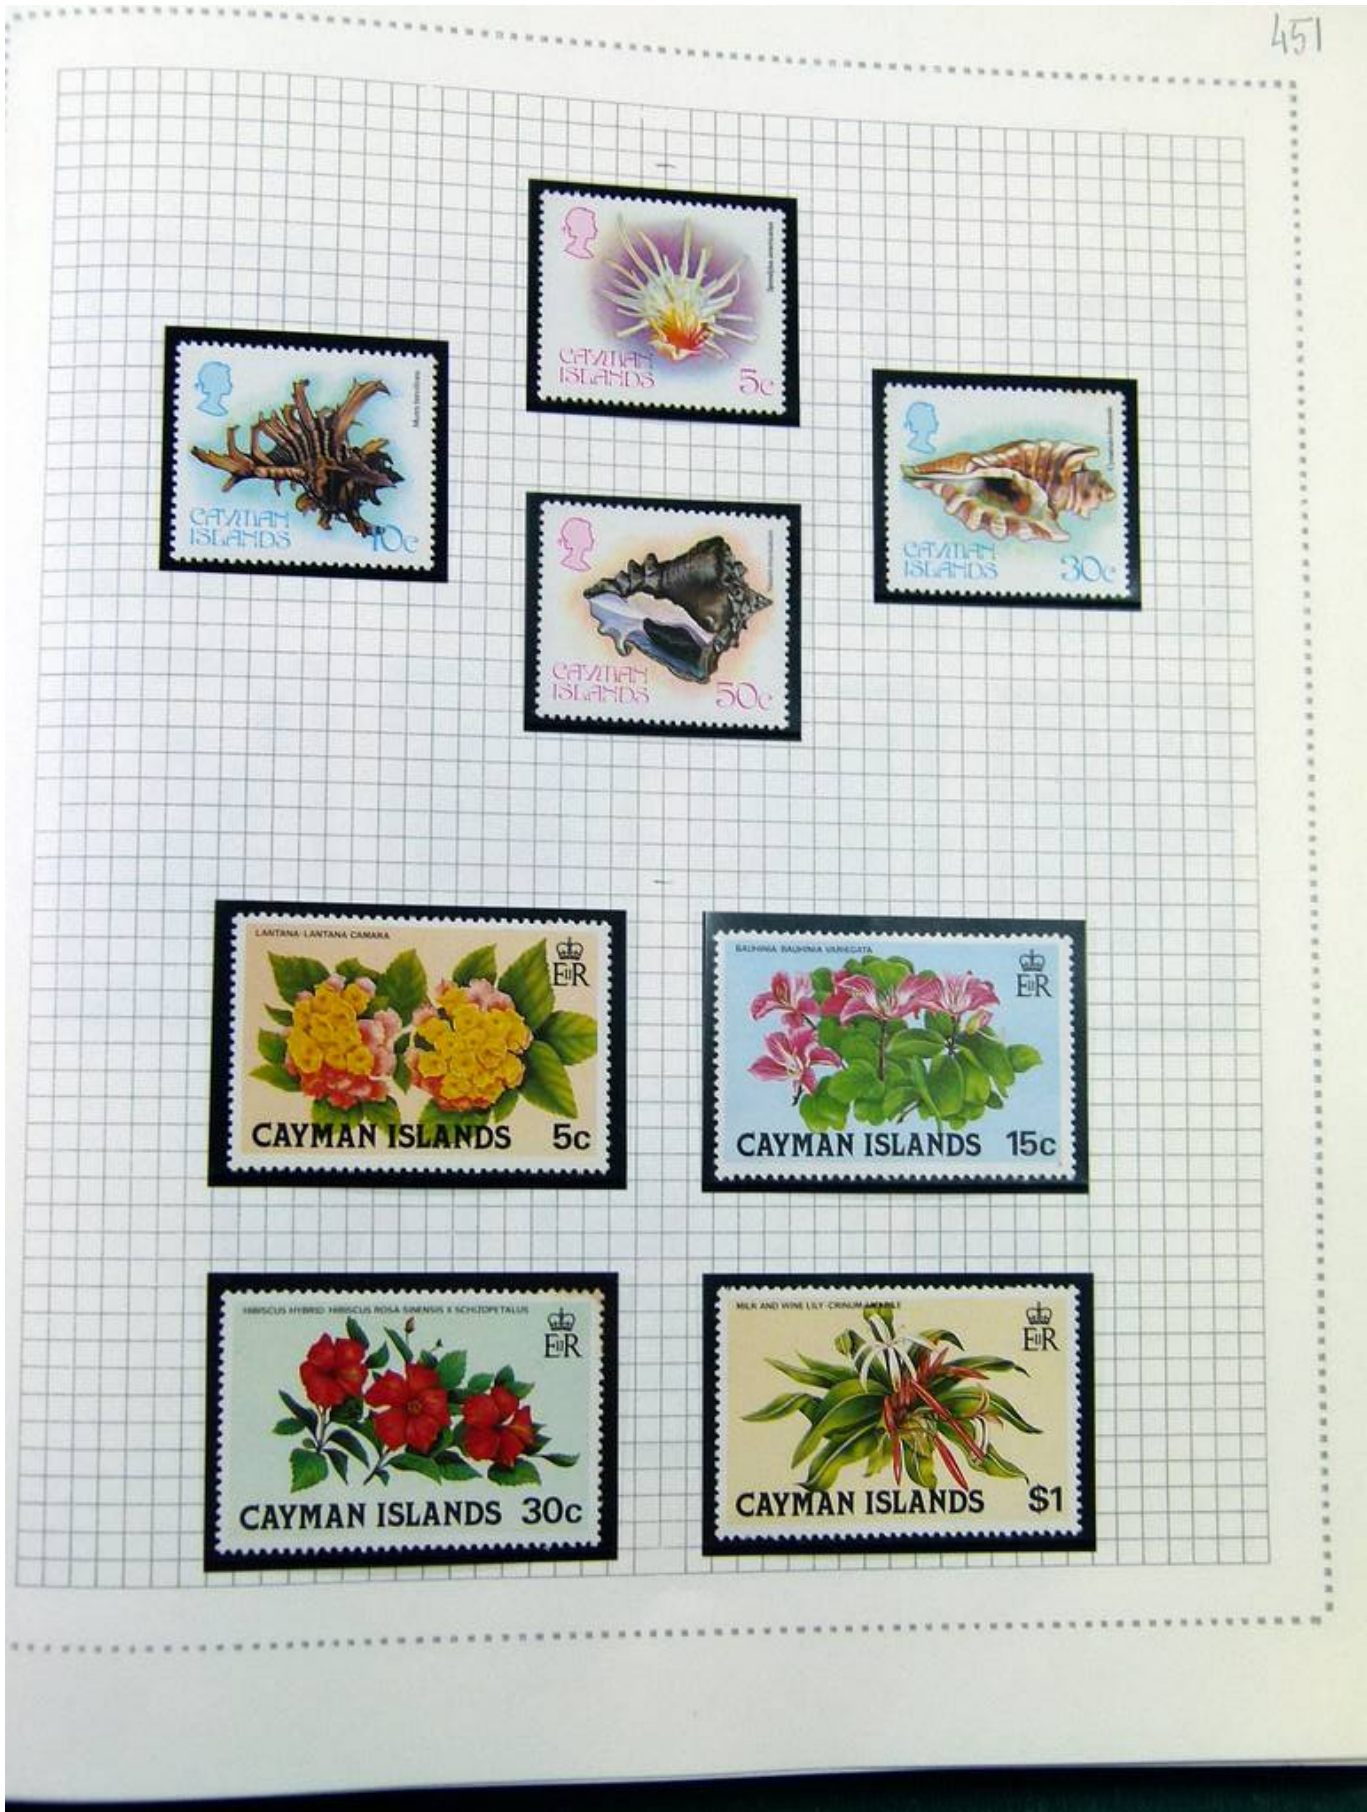 451
CAYMAN
ISLANDS 5c
CAYMAN
ISLANDS 10c
CAYMAN
ISLANDS 30c
CAYMAN
ISLANDS 50c
LANTANA-LANTANA CAMARA
EIIR
CAYMAN ISLANDS 5c
BAUHINIA BAUHINIA VARIEGATA
EIIR
CAYMAN ISLANDS 15c
HIBISCUS HYBRID HIBISCUS ROSA SINENSIS X SCHIZOPETALUS
EIIR
CAYMAN ISLANDS 30c
MILK AND WINE LILY-CRINUM
EIIR
CAYMAN ISLANDS $1